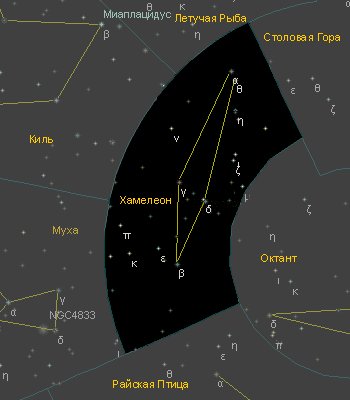 θ κ
Миаплацидус Летучая Рыба
β η Столовая Гора
α θ ε θ
ζ
η
ν
Киль
ζ ι
γ μ
Хамелеон δ ζ
π
Муха η
κ ε Октант
β ι κ
γ
α NGC4833
δ δ
π
ι η
ε
η Райская Птица θ α